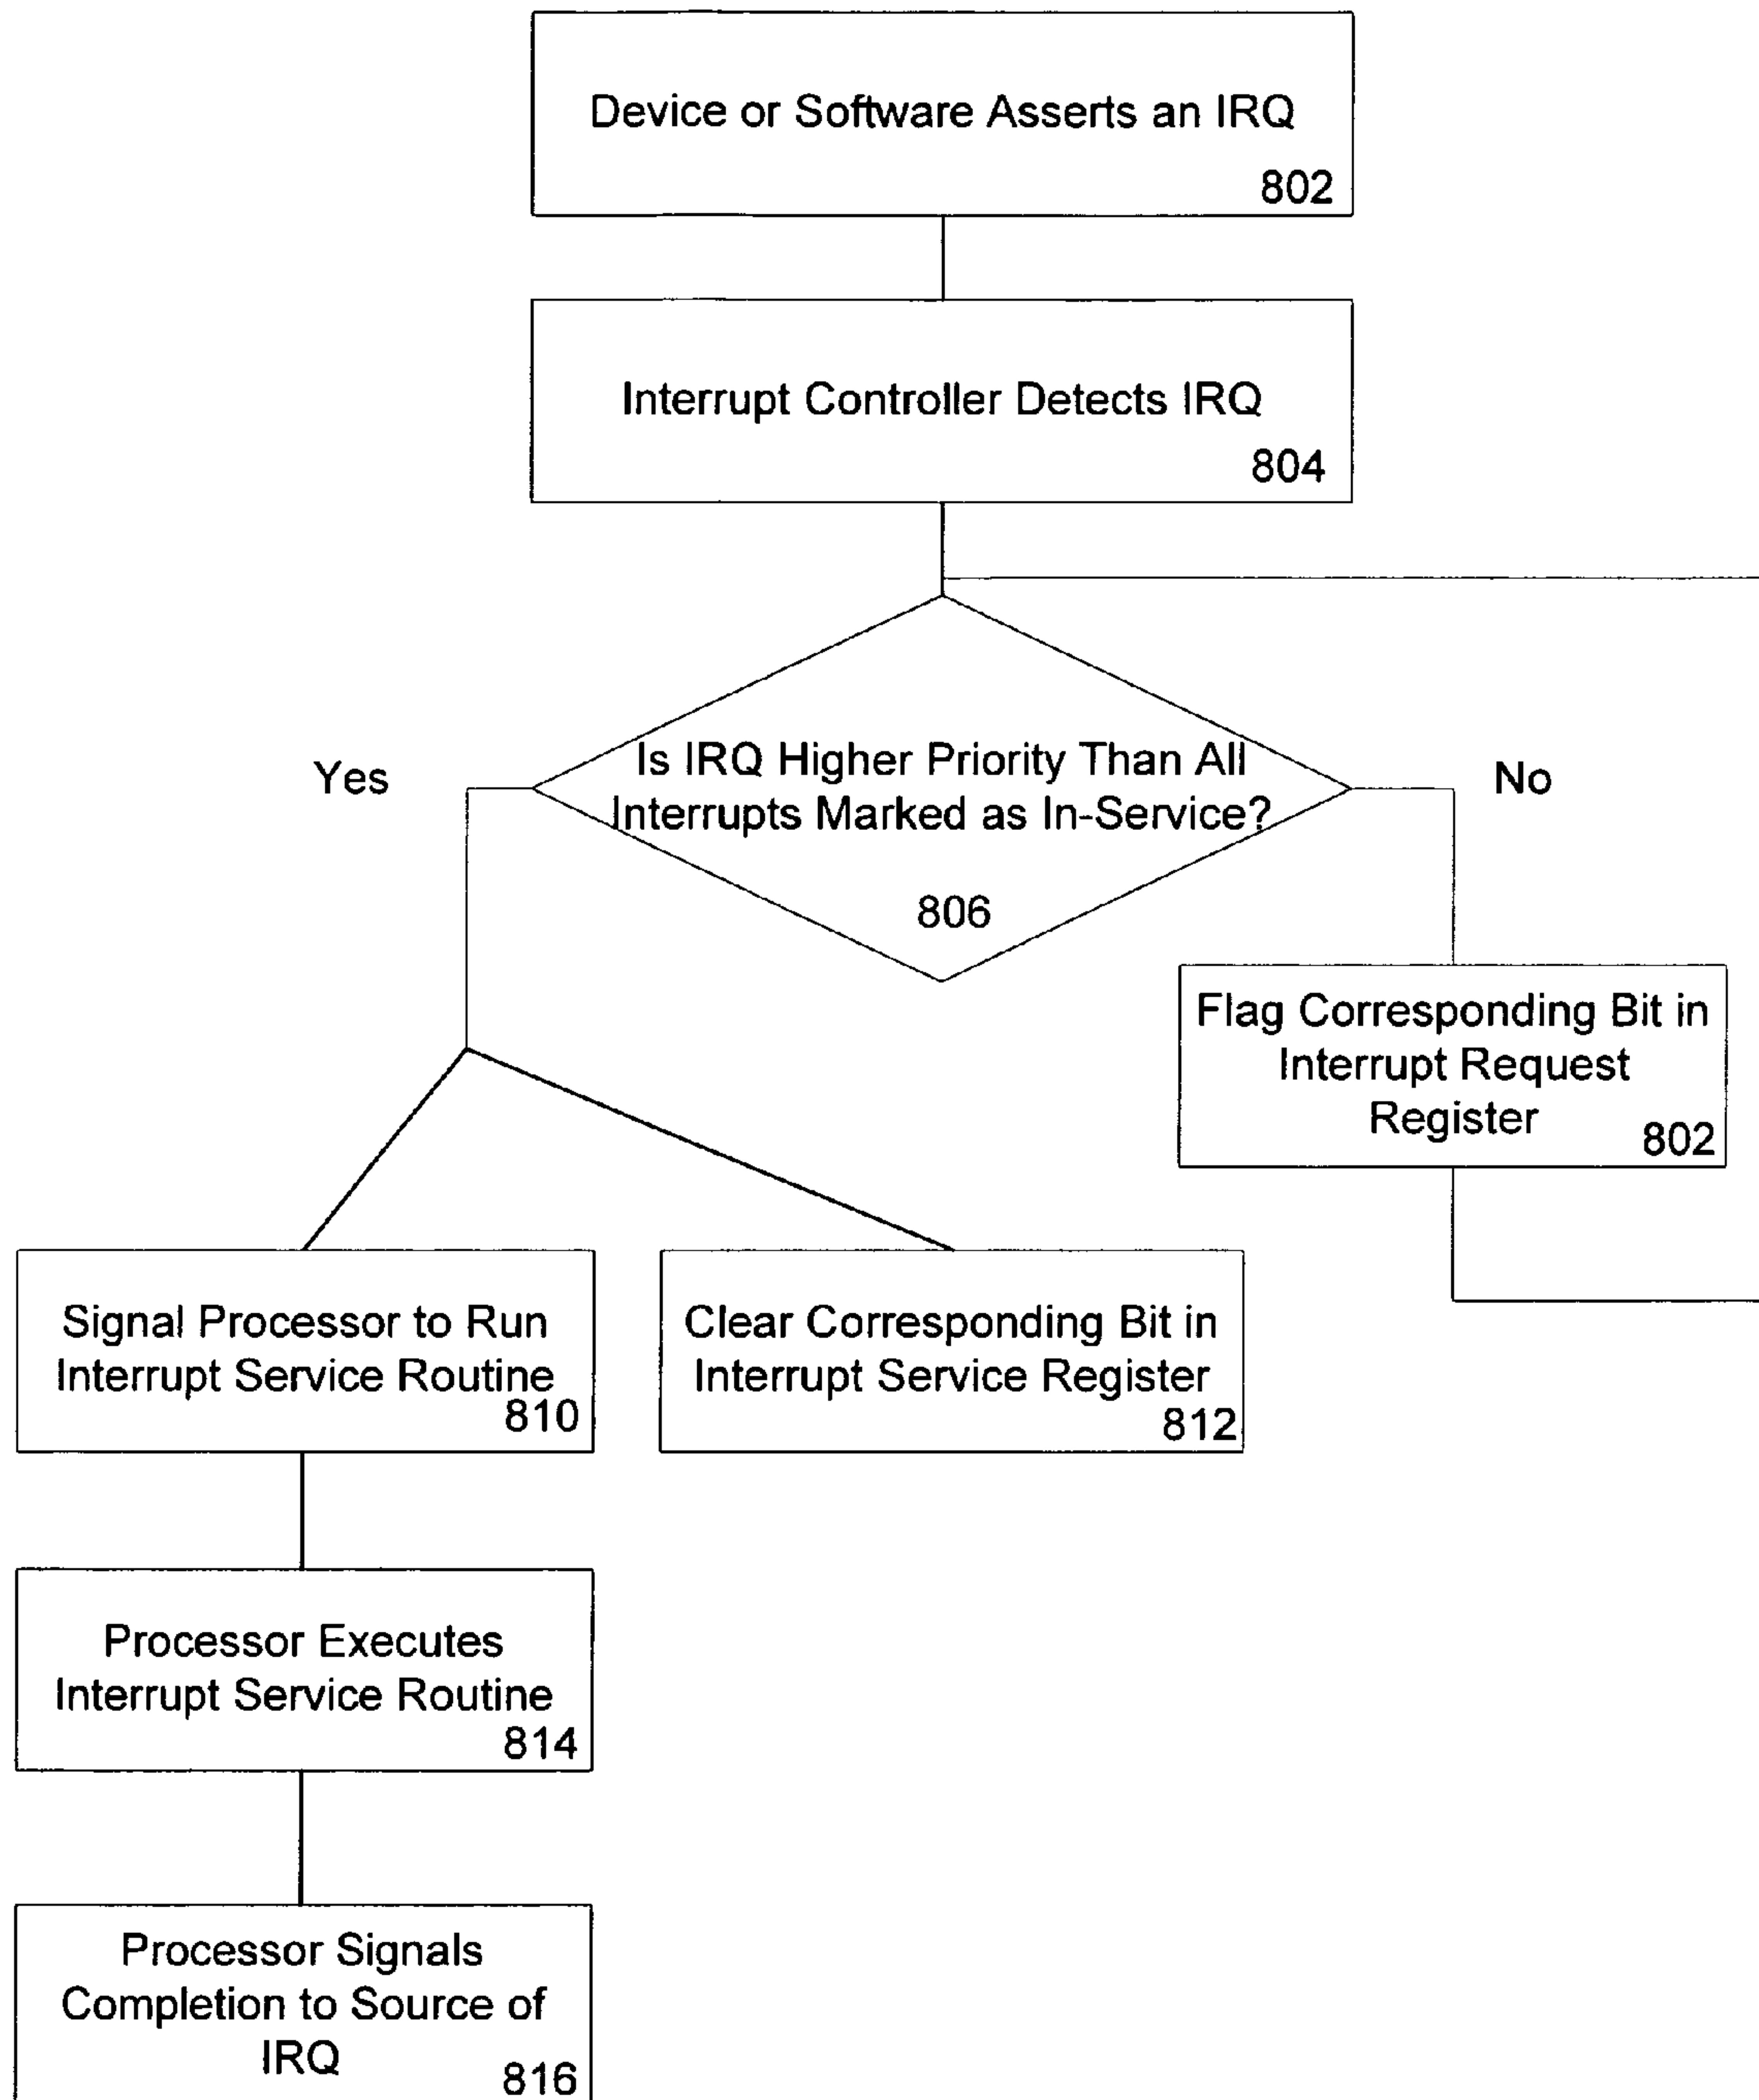 Device or Software Asserts an IRQ
802
Interrupt Controller Detects IRQ
804
Is IRQ Higher Priority Than All
Interrupts Marked as In-Service?
806
Yes
No
Flag Corresponding Bit in
Interrupt Request
Register
802
Signal Processor to Run
Interrupt Service Routine
810
Clear Corresponding Bit in
Interrupt Service Register
812
Processor Executes
Interrupt Service Routine
814
Processor Signals
Completion to Source of
IRQ
816